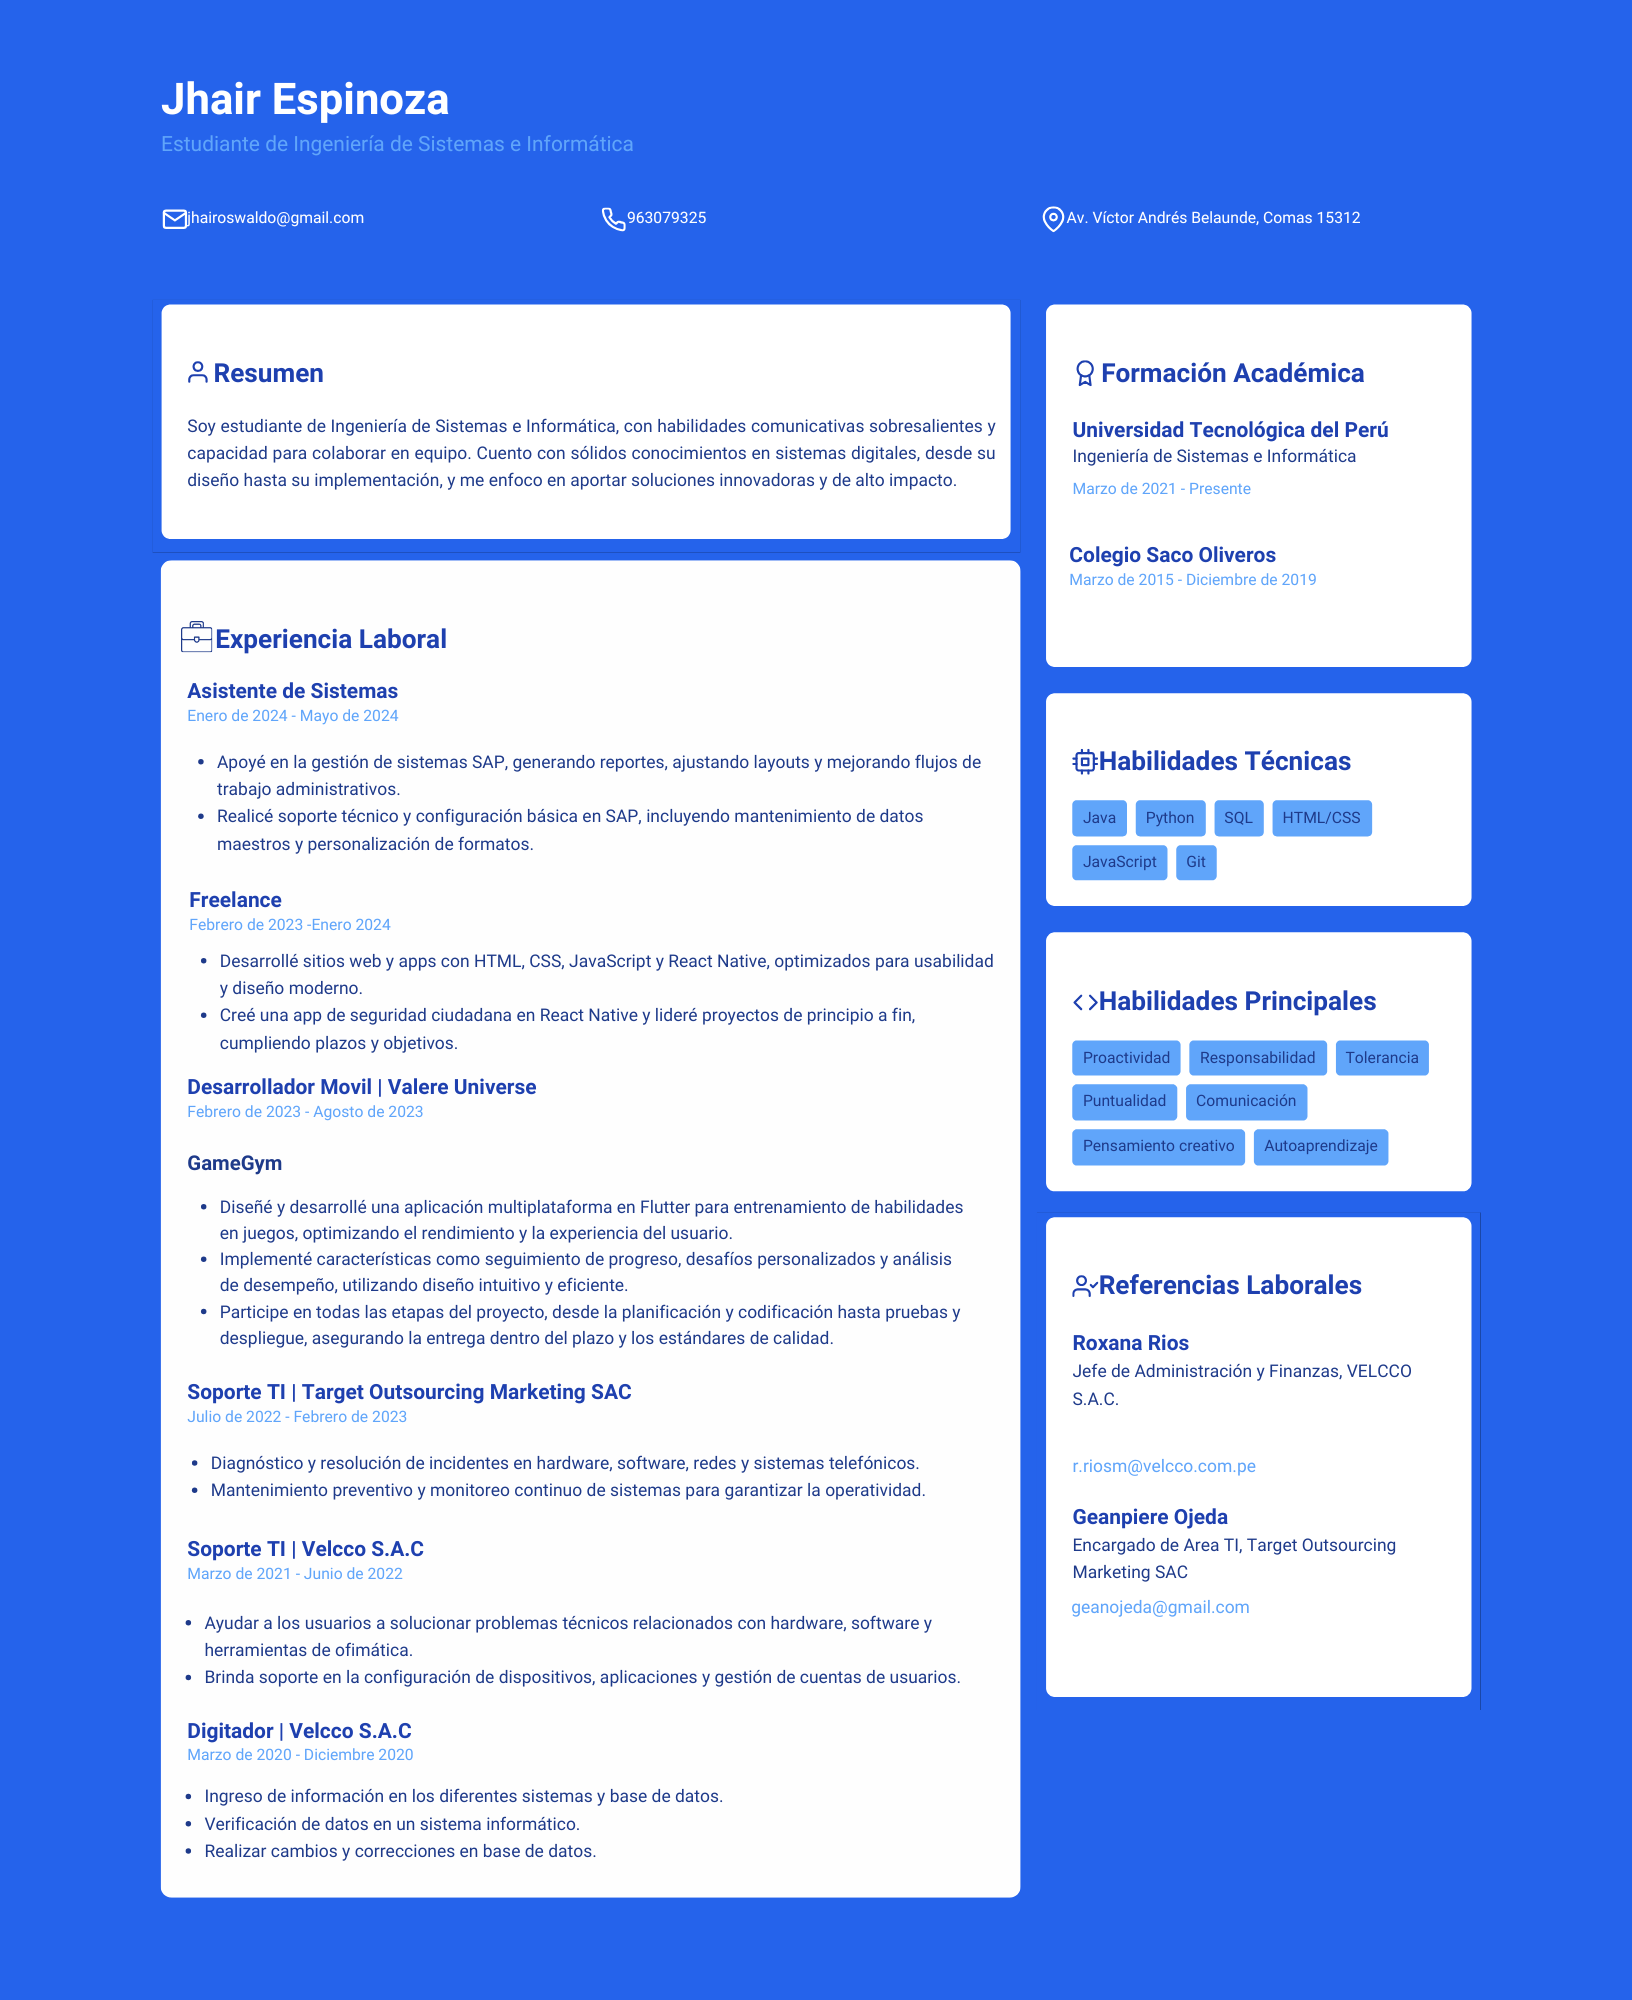 Jhair Espinoza
Estudiante de Ingeniería de Sistemas e Informática
jhairoswaldo@gmail.com
963079325
Av. Víctor Andrés Belaunde, Comas 15312
Resumen
Soy estudiante de Ingeniería de Sistemas e Informática, con habilidades comunicativas sobresalientes y
capacidad para colaborar en equipo. Cuento con sólidos conocimientos en sistemas digitales, desde su
diseño hasta su implementación, y me enfoco en aportar soluciones innovadoras y de alto impacto.
Experiencia Laboral
Asistente de Sistemas
Enero de 2024 - Mayo de 2024
• Apoyé en la gestión de sistemas SAP, generando reportes, ajustando layouts y mejorando flujos de
trabajo administrativos.
• Realicé soporte técnico y configuración básica en SAP, incluyendo mantenimiento de datos
maestros y personalización de formatos.
Freelance
Febrero de 2023 -Enero 2024
• Desarrollé sitios web y apps con HTML, CSS, JavaScript y React Native, optimizados para usabilidad
y diseño moderno.
• Creé una app de seguridad ciudadana en React Native y lideré proyectos de principio a fin,
cumpliendo plazos y objetivos.
Desarrollador Movil | Valere Universe
Febrero de 2023 - Agosto de 2023
GameGym
• Diseñé y desarrollé una aplicación multiplataforma en Flutter para entrenamiento de habilidades
en juegos, optimizando el rendimiento y la experiencia del usuario.
• Implementé características como seguimiento de progreso, desafíos personalizados y análisis
de desempeño, utilizando diseño intuitivo y eficiente.
• Participe en todas las etapas del proyecto, desde la planificación y codificación hasta pruebas y
despliegue, asegurando la entrega dentro del plazo y los estándares de calidad.
Soporte TI | Target Outsourcing Marketing SAC
Julio de 2022 - Febrero de 2023
• Diagnóstico y resolución de incidentes en hardware, software, redes y sistemas telefónicos.
• Mantenimiento preventivo y monitoreo continuo de sistemas para garantizar la operatividad.
Soporte TI | Velcco S.A.C
Marzo de 2021 - Junio de 2022
• Ayudar a los usuarios a solucionar problemas técnicos relacionados con hardware, software y
herramientas de ofimática.
• Brinda soporte en la configuración de dispositivos, aplicaciones y gestión de cuentas de usuarios.
Digitador | Velcco S.A.C
Marzo de 2020 - Diciembre 2020
• Ingreso de información en los diferentes sistemas y base de datos.
• Verificación de datos en un sistema informático.
• Realizar cambios y correcciones en base de datos.
Formación Académica
Universidad Tecnológica del Perú
Ingeniería de Sistemas e Informática
Marzo de 2021 - Presente
Colegio Saco Oliveros
Marzo de 2015 - Diciembre de 2019
Habilidades Técnicas
Java Python SQL HTML/CSS
JavaScript Git
Habilidades Principales
Proactividad Responsabilidad Tolerancia
Puntualidad Comunicación
Pensamiento creativo Autoaprendizaje
Referencias Laborales
Roxana Rios
Jefe de Administración y Finanzas, VELCCO
S.A.C.
r.riosm@velcco.com.pe
Geanpiere Ojeda
Encargado de Area TI, Target Outsourcing
Marketing SAC
geanojeda@gmail.com